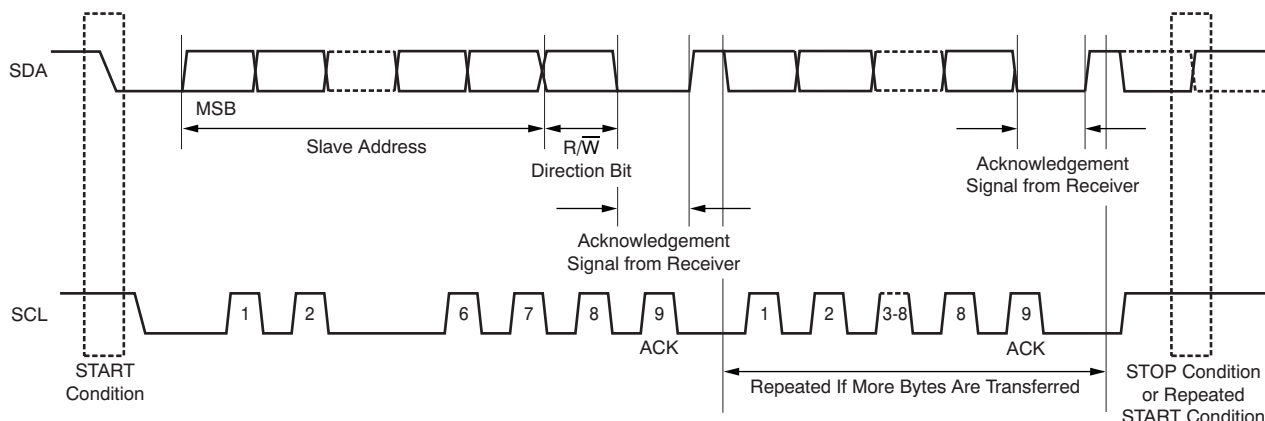 SDA
MSB
Slave Address
R/W̅
Direction Bit
Acknowledgement
Signal from Receiver
Acknowledgement
Signal from Receiver
SCL
1
2
6
7
8
9
1
2
3-8
8
9
ACK
ACK
START
Condition
Repeated If More Bytes Are Transferred
STOP Condition
or Repeated
START Condition